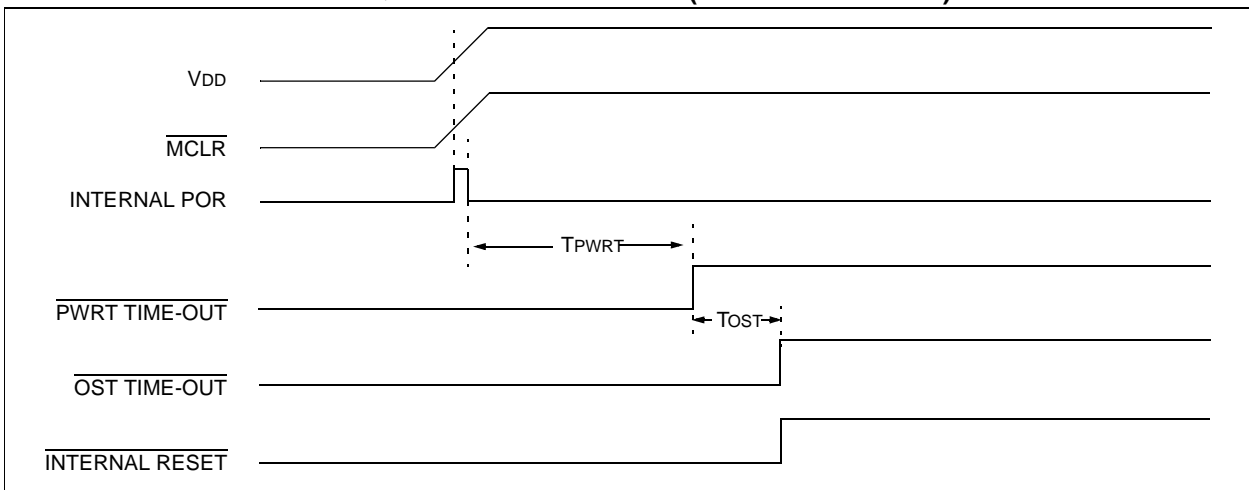 VDD
MCLR
INTERNAL POR
TPWRT
PWRT TIME-OUT
TOST
OST TIME-OUT
INTERNAL RESET